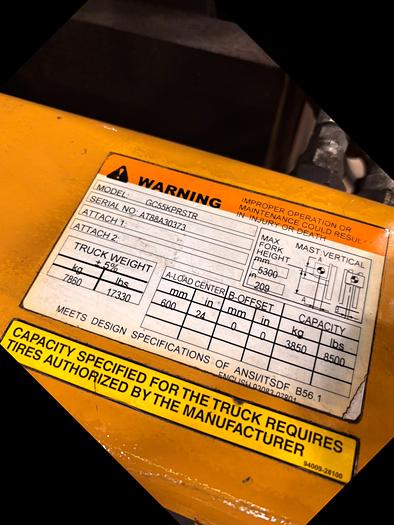 WARNING
IMPROPER OPERATION OR
MAINTENANCE COULD RESULT
IN INJURY OR DEATH
MODEL: GC55KPRSTR
SERIAL NO: AT88A30373
ATTACH 1:
ATTACH 2:
MAX
FORK
HEIGHT
mm
5300
in
209
MAST VERTICAL
A
B
A
TRUCK WEIGHT
± 5%
kg lbs
7860 17330
A-LOAD CENTER B-OFFSET CAPACITY
mm in mm in kg lbs
600 24 0 0 3850 8500
MEETS DESIGN SPECIFICATIONS OF ANSI/ITSDF B56.1
ENGLISH 93083-02801
CAPACITY SPECIFIED FOR THE TRUCK REQUIRES
TIRES AUTHORIZED BY THE MANUFACTURER
94009-28100